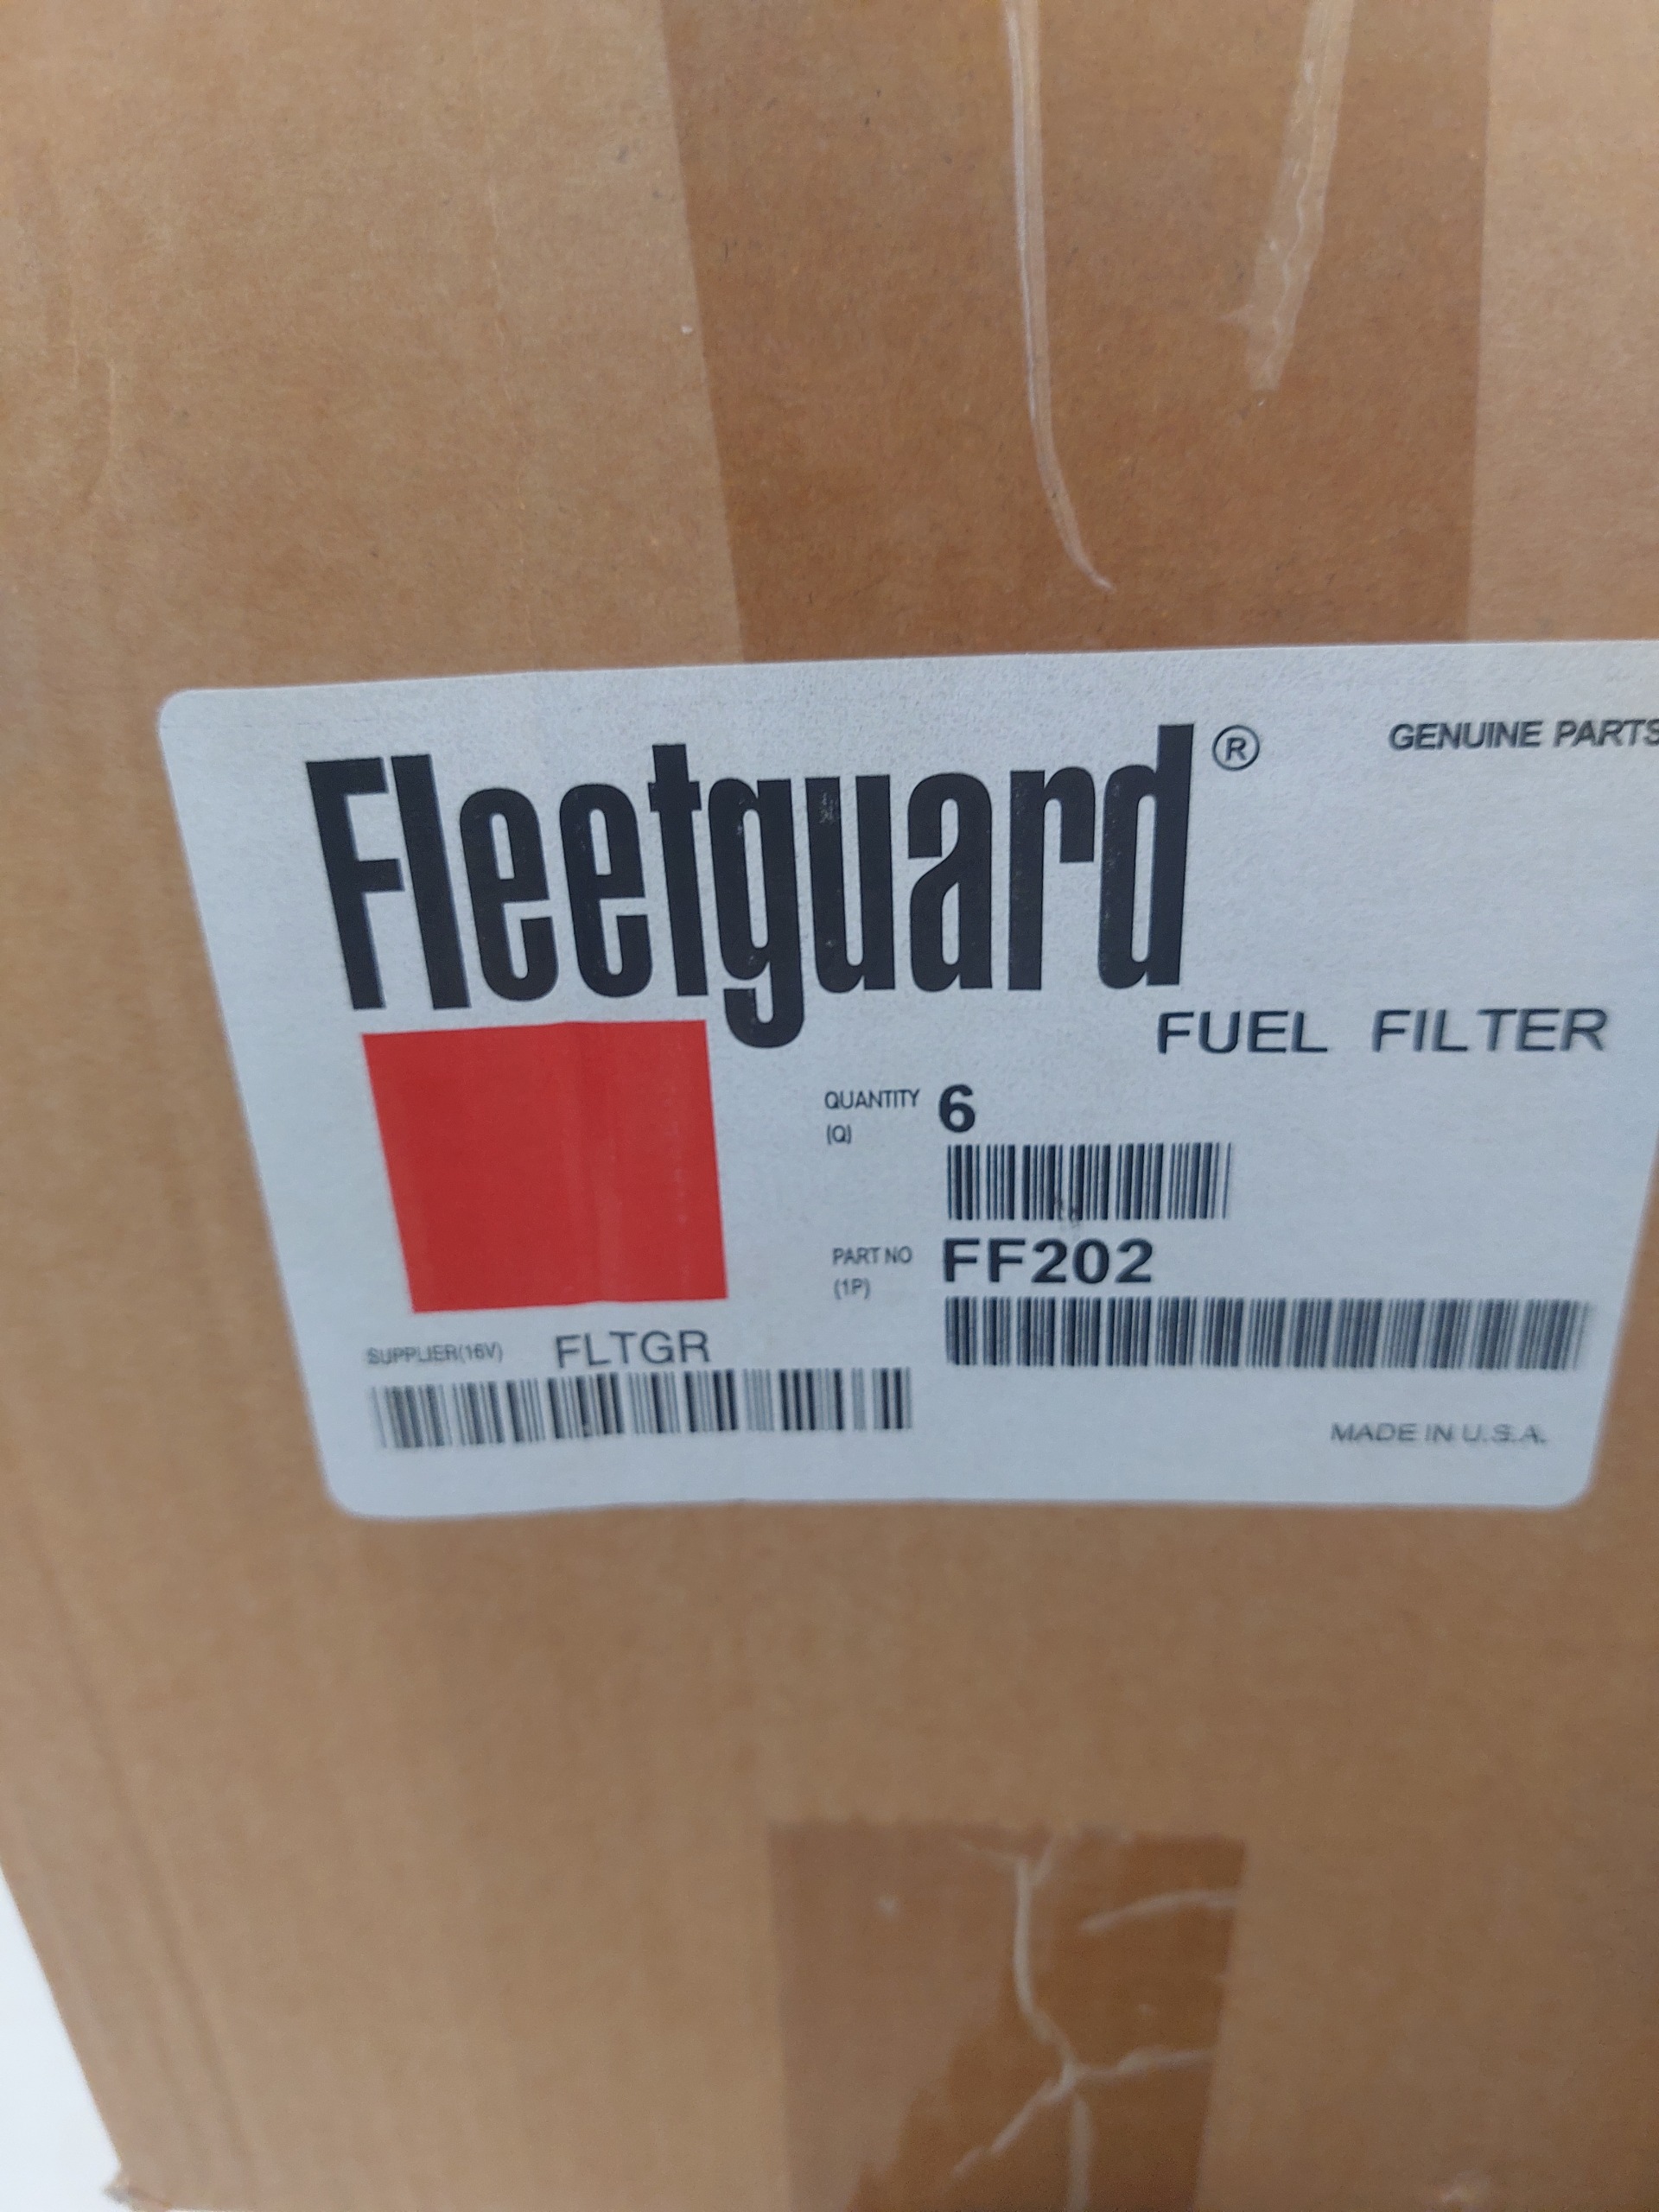 Fleetguard®
GENUINE PARTS
FUEL FILTER
QUANTITY 6
(Q)
PART NO FF202
(1P)
SUPPLIER(16V) FLTGR
MADE IN U.S.A.